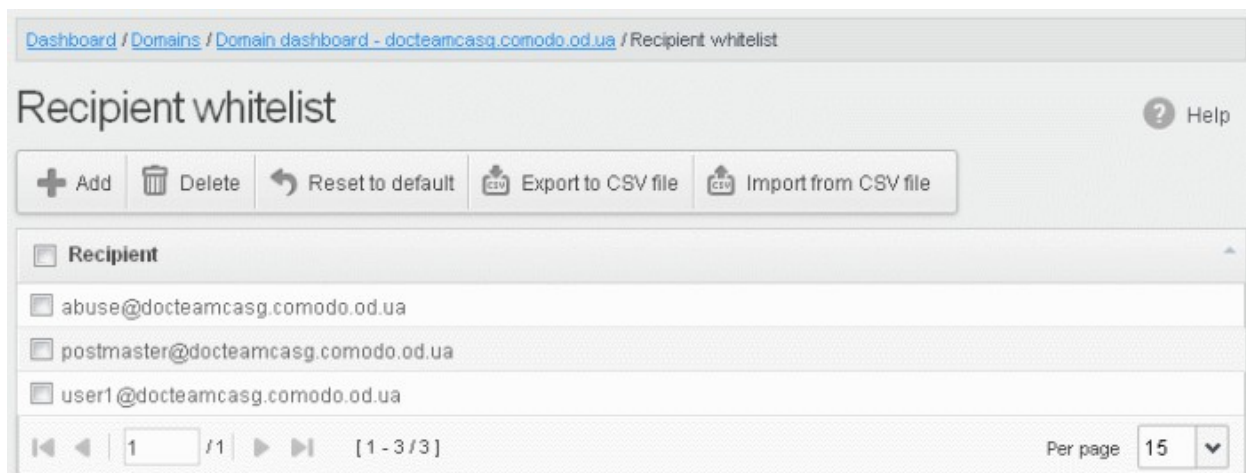 Dashboard / Domains / Domain dashboard - docteamcasg.comodo.od.ua / Recipient whitelist
Recipient whitelist
? Help
Add Delete Reset to default CSV Export to CSV file CSV Import from CSV file
Recipient
abuse@docteamcasg.comodo.od.ua
postmaster@docteamcasg.comodo.od.ua
user1@docteamcasg.comodo.od.ua
1 /1 [ 1 - 3 / 3 ] Per page 15